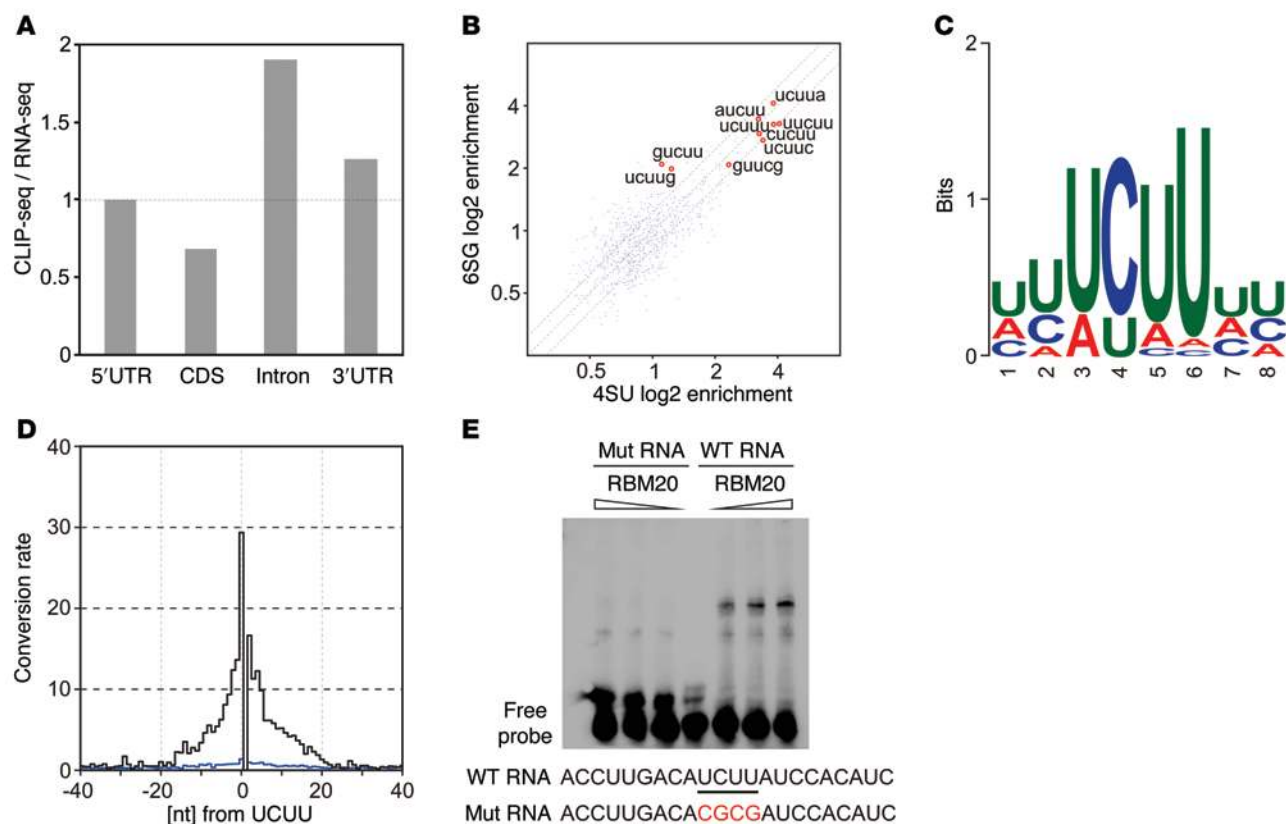 A
2
1.5
1
0.5
0
CLIP-seq / RNA-seq
5′UTR CDS Intron 3′UTR
B
4
2
1
0.5
6SG log2 enrichment
0.5 1 2 4
4SU log2 enrichment
ucuua
aucuu
ucuuu uucuu
cucuu
ucuuc
gucuu
guucg
ucuug
C
2
1
0
Bits
U U U C U U U U
A C A U A A A C
C A C C C A
1 2 3 4 5 6 7 8
D
40
30
20
10
0
Conversion rate
-40 -20 0 20 40
[nt] from UCUU
E
Mut RNA WT RNA
RBM20 RBM20
Free
probe
WT RNA ACCUUGACAUCUUAUCCACAUC
Mut RNA ACCUUGACACGCGAUCCACAUC